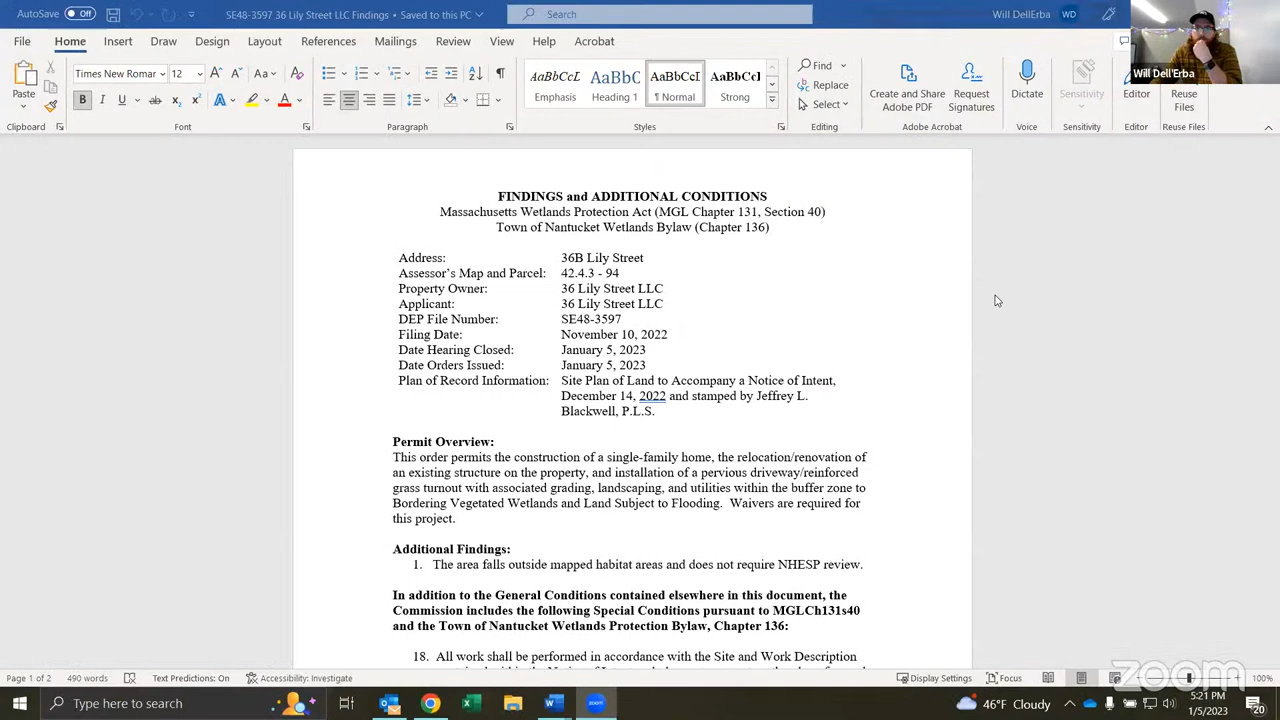 AutoSave Off SE48-3597 36 Lily Street LLC Findings • Saved to this PC Search Will DellErba WD
File Home Insert Draw Design Layout References Mailings Review View Help Acrobat
Will Dell'Erba
Paste Times New Roman 12 Aa
B I U ab x₂ x² A A
AaBbCcL AaBbC AaBbCcI AaBbCcI
Emphasis Heading 1 ¶ Normal Strong
Find
Replace
Select
Create and Share Adobe PDF
Request Signatures
Dictate
Sensitivity
Editor
Reuse Files
Clipboard Font Paragraph Styles Editing Adobe Acrobat Voice Sensitivity Editor Reuse Files
FINDINGS and ADDITIONAL CONDITIONS
Massachusetts Wetlands Protection Act (MGL Chapter 131, Section 40)
Town of Nantucket Wetlands Bylaw (Chapter 136)
Address: 36B Lily Street
Assessor's Map and Parcel: 42.4.3 - 94
Property Owner: 36 Lily Street LLC
Applicant: 36 Lily Street LLC
DEP File Number: SE48-3597
Filing Date: November 10, 2022
Date Hearing Closed: January 5, 2023
Date Orders Issued: January 5, 2023
Plan of Record Information: Site Plan of Land to Accompany a Notice of Intent,
December 14, 2022 and stamped by Jeffrey L.
Blackwell, P.L.S.
Permit Overview:
This order permits the construction of a single-family home, the relocation/renovation of
an existing structure on the property, and installation of a pervious driveway/reinforced
grass turnout with associated grading, landscaping, and utilities within the buffer zone to
Bordering Vegetated Wetlands and Land Subject to Flooding. Waivers are required for
this project.
Additional Findings:
1. The area falls outside mapped habitat areas and does not require NHESP review.
In addition to the General Conditions contained elsewhere in this document, the
Commission includes the following Special Conditions pursuant to MGLCh131s40
and the Town of Nantucket Wetlands Protection Bylaw, Chapter 136:
18. All work shall be performed in accordance with the Site and Work Description
Page 1 of 2 490 words Text Predictions: On Accessibility: Investigate Display Settings Focus 100%
zoom
Type here to search 46°F Cloudy 5:21 PM
1/5/2023 20